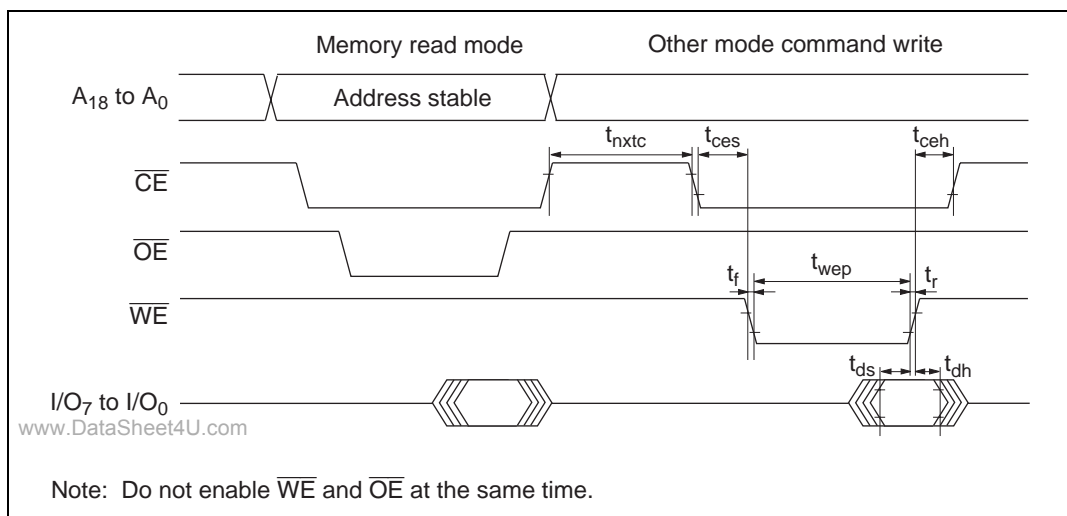 Memory read mode Other mode command write
A18 to A0 Address stable
tnxtc tces tceh
CE
OE
tf twep tr
WE
tds tdh
I/O7 to I/O0
www.DataSheet4U.com
Note: Do not enable WE and OE at the same time.